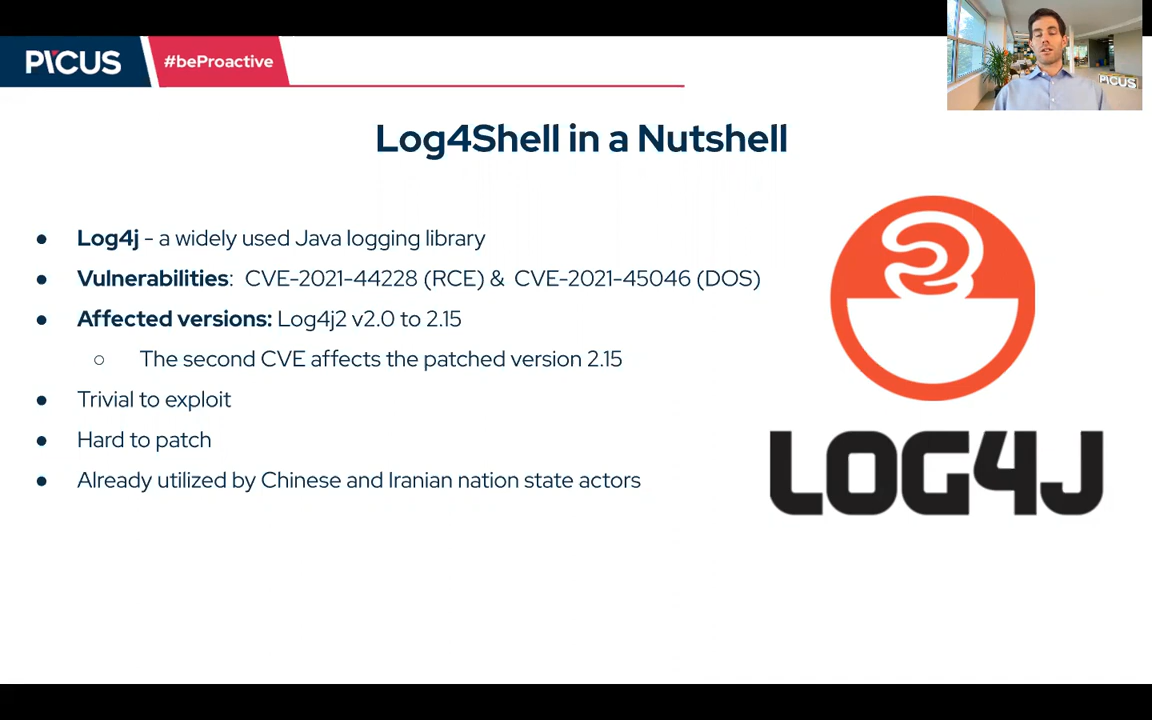 PICUS
#beProactive
PICUS
Log4Shell in a Nutshell
● Log4j - a widely used Java logging library
● Vulnerabilities: CVE-2021-44228 (RCE) & CVE-2021-45046 (DOS)
● Affected versions: Log4j2 v2.0 to 2.15
○ The second CVE affects the patched version 2.15
● Trivial to exploit
● Hard to patch
● Already utilized by Chinese and Iranian nation state actors
LOG4J